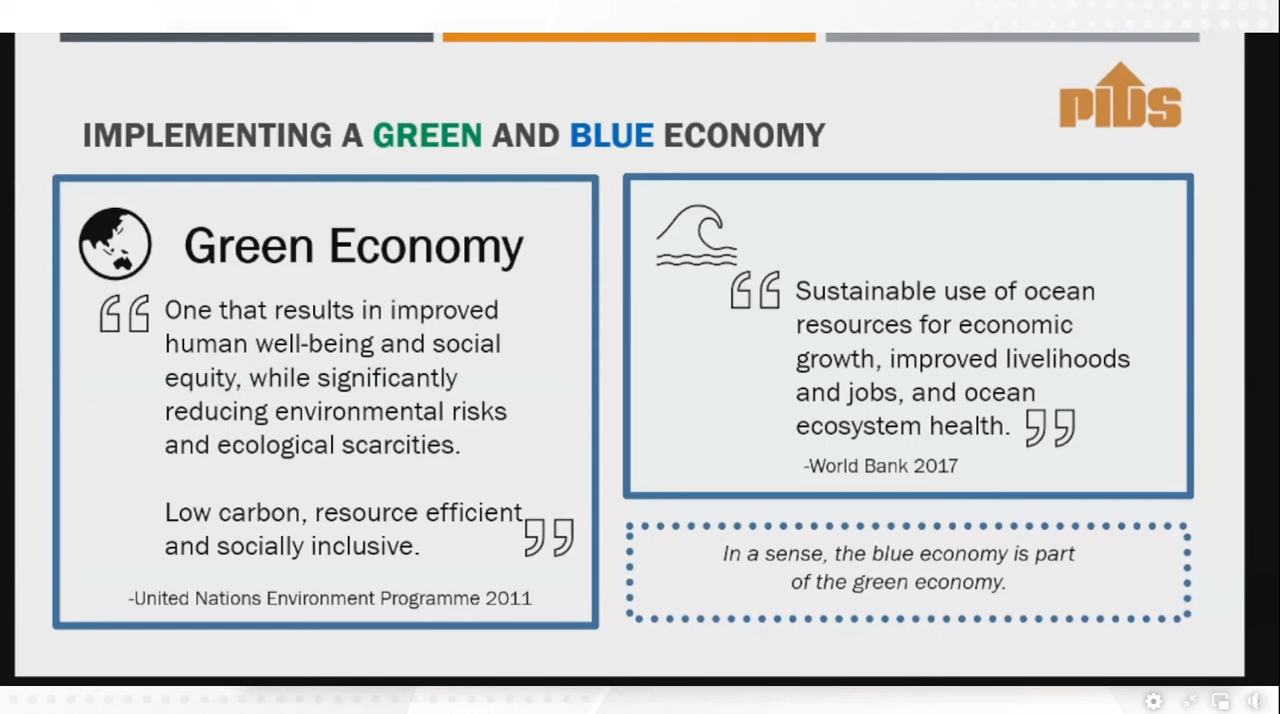 PIDS
IMPLEMENTING A GREEN AND BLUE ECONOMY
Green Economy
“ One that results in improved
human well-being and social
equity, while significantly
reducing environmental risks
and ecological scarcities.
Low carbon, resource efficient
and socially inclusive. ”
-United Nations Environment Programme 2011
“ Sustainable use of ocean
resources for economic
growth, improved livelihoods
and jobs, and ocean
ecosystem health. ”
-World Bank 2017
In a sense, the blue economy is part
of the green economy.